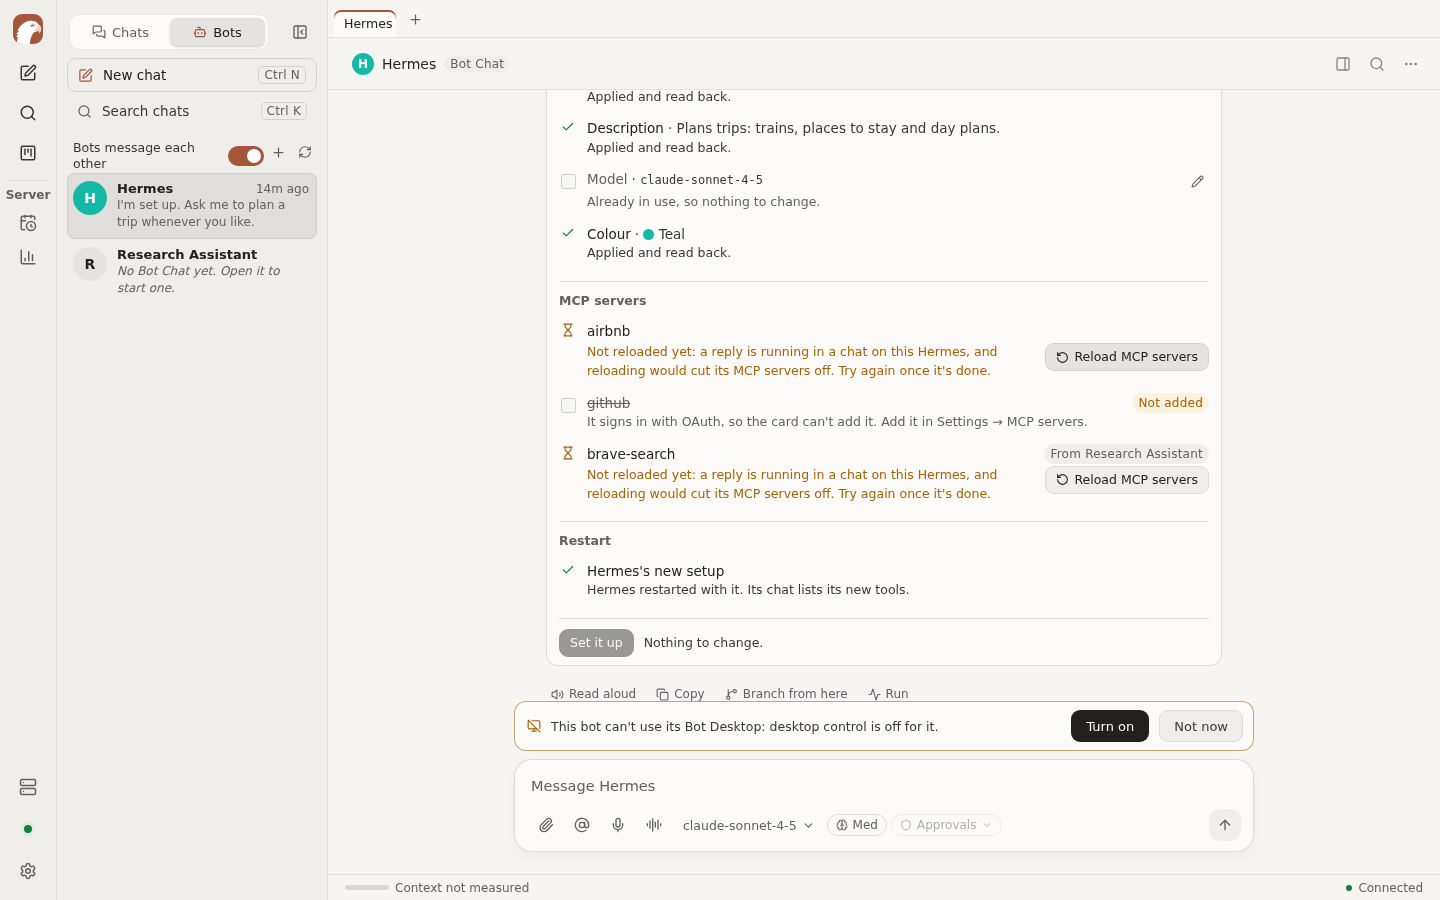 Hermes
Chats
Bots
New chat
Ctrl N
Search chats
Ctrl K
Bots message each other
Server
Hermes
14m ago
I'm set up. Ask me to plan a
trip whenever you like.
R
Research Assistant
No Bot Chat yet. Open it to
start one.
H
H
Hermes
Bot Chat
Applied and read back.
Description · Plans trips: trains, places to stay and day plans.
Applied and read back.
Model · claude-sonnet-4-5
Already in use, so nothing to change.
Colour · Teal
Applied and read back.
MCP servers
airbnb
Not reloaded yet: a reply is running in a chat on this Hermes, and
reloading would cut its MCP servers off. Try again once it's done.
Reload MCP servers
github
Not added
It signs in with OAuth, so the card can't add it. Add it in Settings → MCP servers.
brave-search
From Research Assistant
Not reloaded yet: a reply is running in a chat on this Hermes, and
reloading would cut its MCP servers off. Try again once it's done.
Reload MCP servers
Restart
Hermes's new setup
Hermes restarted with it. Its chat lists its new tools.
Set it up
Nothing to change.
Read aloud
Copy
Branch from here
Run
This bot can't use its Bot Desktop: desktop control is off for it.
Turn on
Not now
Message Hermes
claude-sonnet-4-5
Med
Approvals
Context not measured
Connected